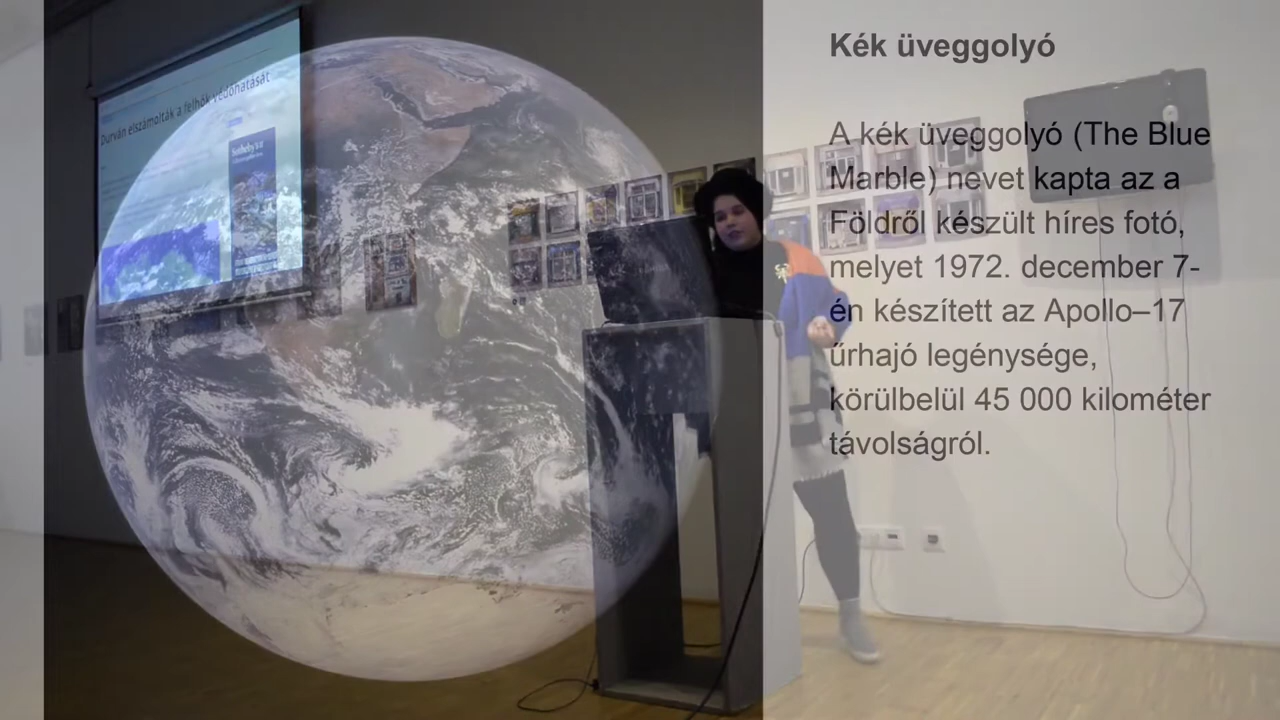 Durván elszámolták a felhők védőhatását
Sotheby's
Kék üveggolyó
A kék üveggolyó (The Blue
Marble) nevet kapta az a
Földről készült híres fotó,
melyet 1972. december 7-
én készített az Apollo–17
űrhajó legénysége,
körülbelül 45 000 kilométer
távolságról.